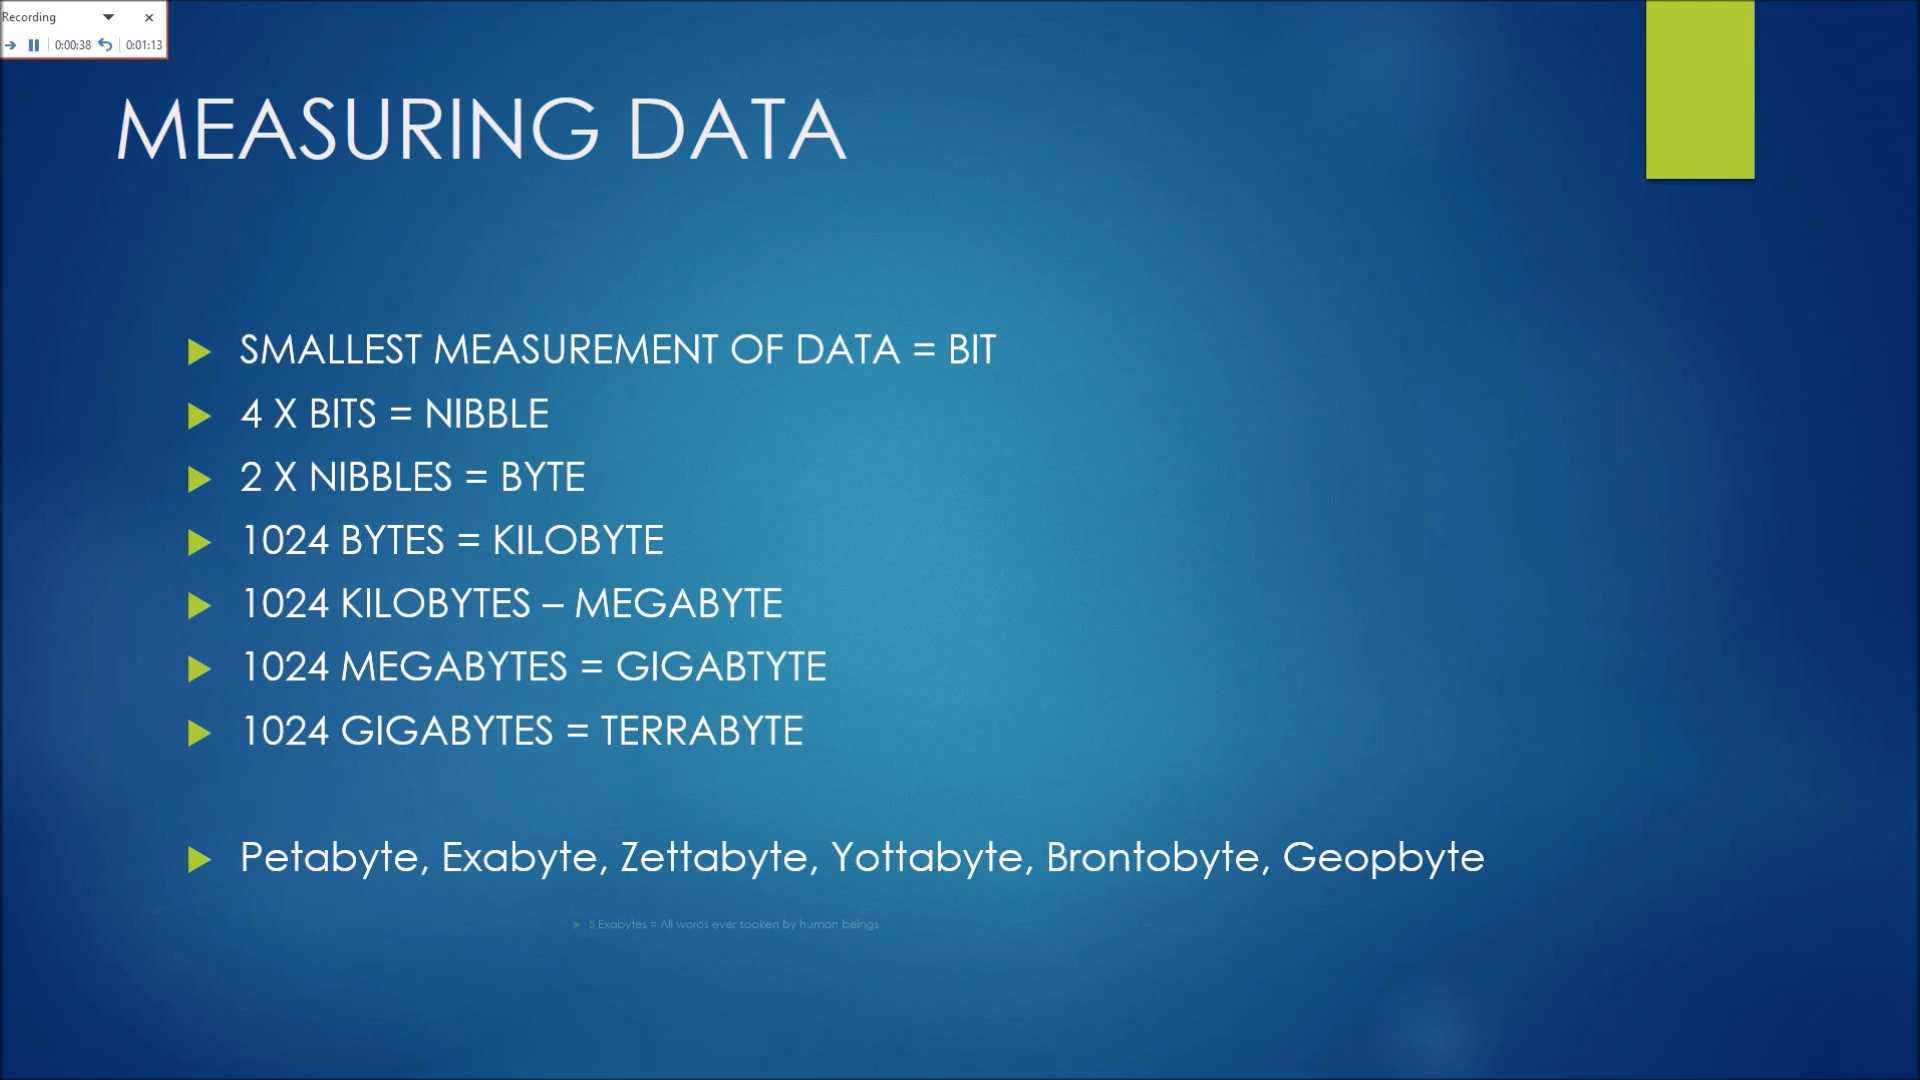 Recording
0:00:38 0:01:13
MEASURING DATA
SMALLEST MEASUREMENT OF DATA = BIT
4 X BITS = NIBBLE
2 X NIBBLES = BYTE
1024 BYTES = KILOBYTE
1024 KILOBYTES – MEGABYTE
1024 MEGABYTES = GIGABTYTE
1024 GIGABYTES = TERRABYTE
Petabyte, Exabyte, Zettabyte, Yottabyte, Brontobyte, Geopbyte
5 Exabytes = All words ever spoken by human beings